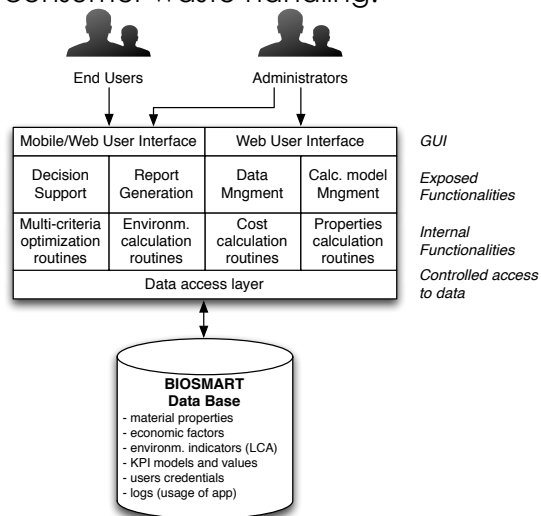 consumer waste handling.
End Users
Administrators
Mobile/Web User Interface
Web User Interface
GUI
Decision
Support
Report
Generation
Data
Mngment
Calc. model
Mngment
Exposed
Functionalities
Multi-criteria
optimization
routines
Environm.
calculation
routines
Cost
calculation
routines
Properties
calculation
routines
Internal
Functionalities
Data access layer
Controlled access
to data
BIOSMART
Data Base
- material properties
- economic factors
- environm. indicators (LCA)
- KPI models and values
- users credentials
- logs (usage of app)